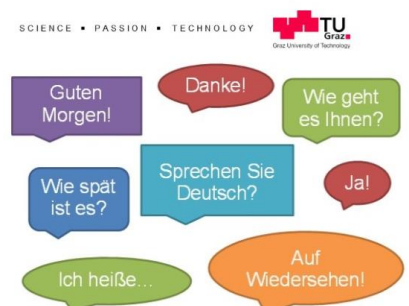 SCIENCE ▪ PASSION ▪ TECHNOLOGY
TU
Graz
Graz University of Technology
Guten
Morgen!
Danke!
Wie geht
es Ihnen?
Wie spät
ist es?
Sprechen Sie
Deutsch?
Ja!
Ich heiße...
Auf
Wiedersehen!